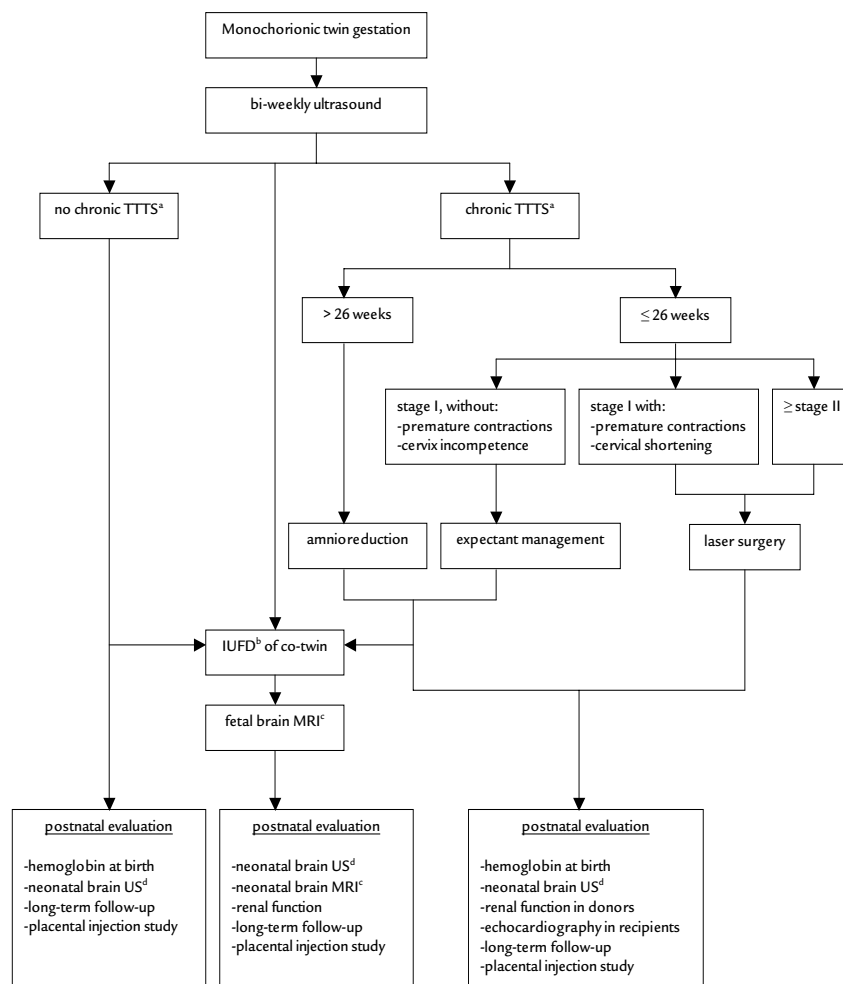 Monochorionic twin gestation
bi-weekly ultrasound
no chronic TTTSᵃ
chronic TTTSᵃ
> 26 weeks
≤ 26 weeks
stage I, without:
-premature contractions
-cervix incompetence
stage I with:
-premature contractions
-cervical shortening
≥ stage II
amnioreduction
expectant management
laser surgery
IUFDᵇ of co-twin
fetal brain MRIᶜ
postnatal evaluation
-hemoglobin at birth
-neonatal brain USᵈ
-long-term follow-up
-placental injection study
postnatal evaluation
-neonatal brain USᵈ
-neonatal brain MRIᶜ
-renal function
-long-term follow-up
-placental injection study
postnatal evaluation
-hemoglobin at birth
-neonatal brain USᵈ
-renal function in donors
-echocardiography in recipients
-long-term follow-up
-placental injection study